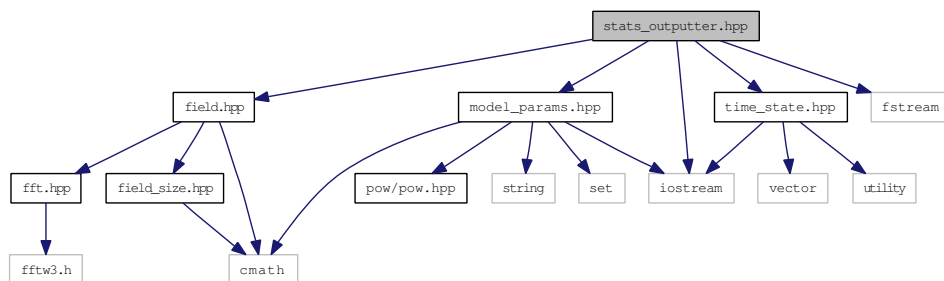 stats_outputter.hpp
field.hpp
model_params.hpp
time_state.hpp
fstream
fft.hpp
field_size.hpp
pow/pow.hpp
string
set
iostream
vector
utility
fftw3.h
cmath